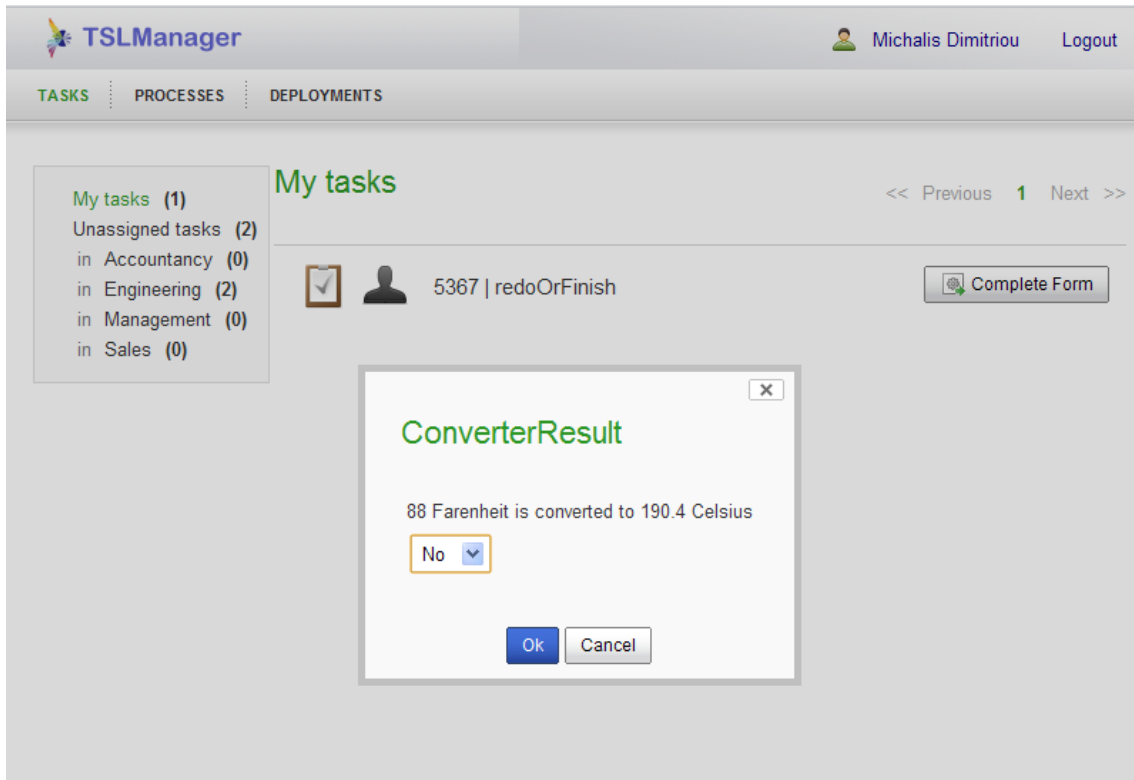 TSLManager
Michalis Dimitriou Logout
TASKS PROCESSES DEPLOYMENTS
My tasks (1)
Unassigned tasks (2)
in Accountancy (0)
in Engineering (2)
in Management (0)
in Sales (0)
My tasks
<< Previous 1 Next >>
5367 | redoOrFinish
Complete Form
ConverterResult
88 Farenheit is converted to 190.4 Celsius
No
Ok Cancel